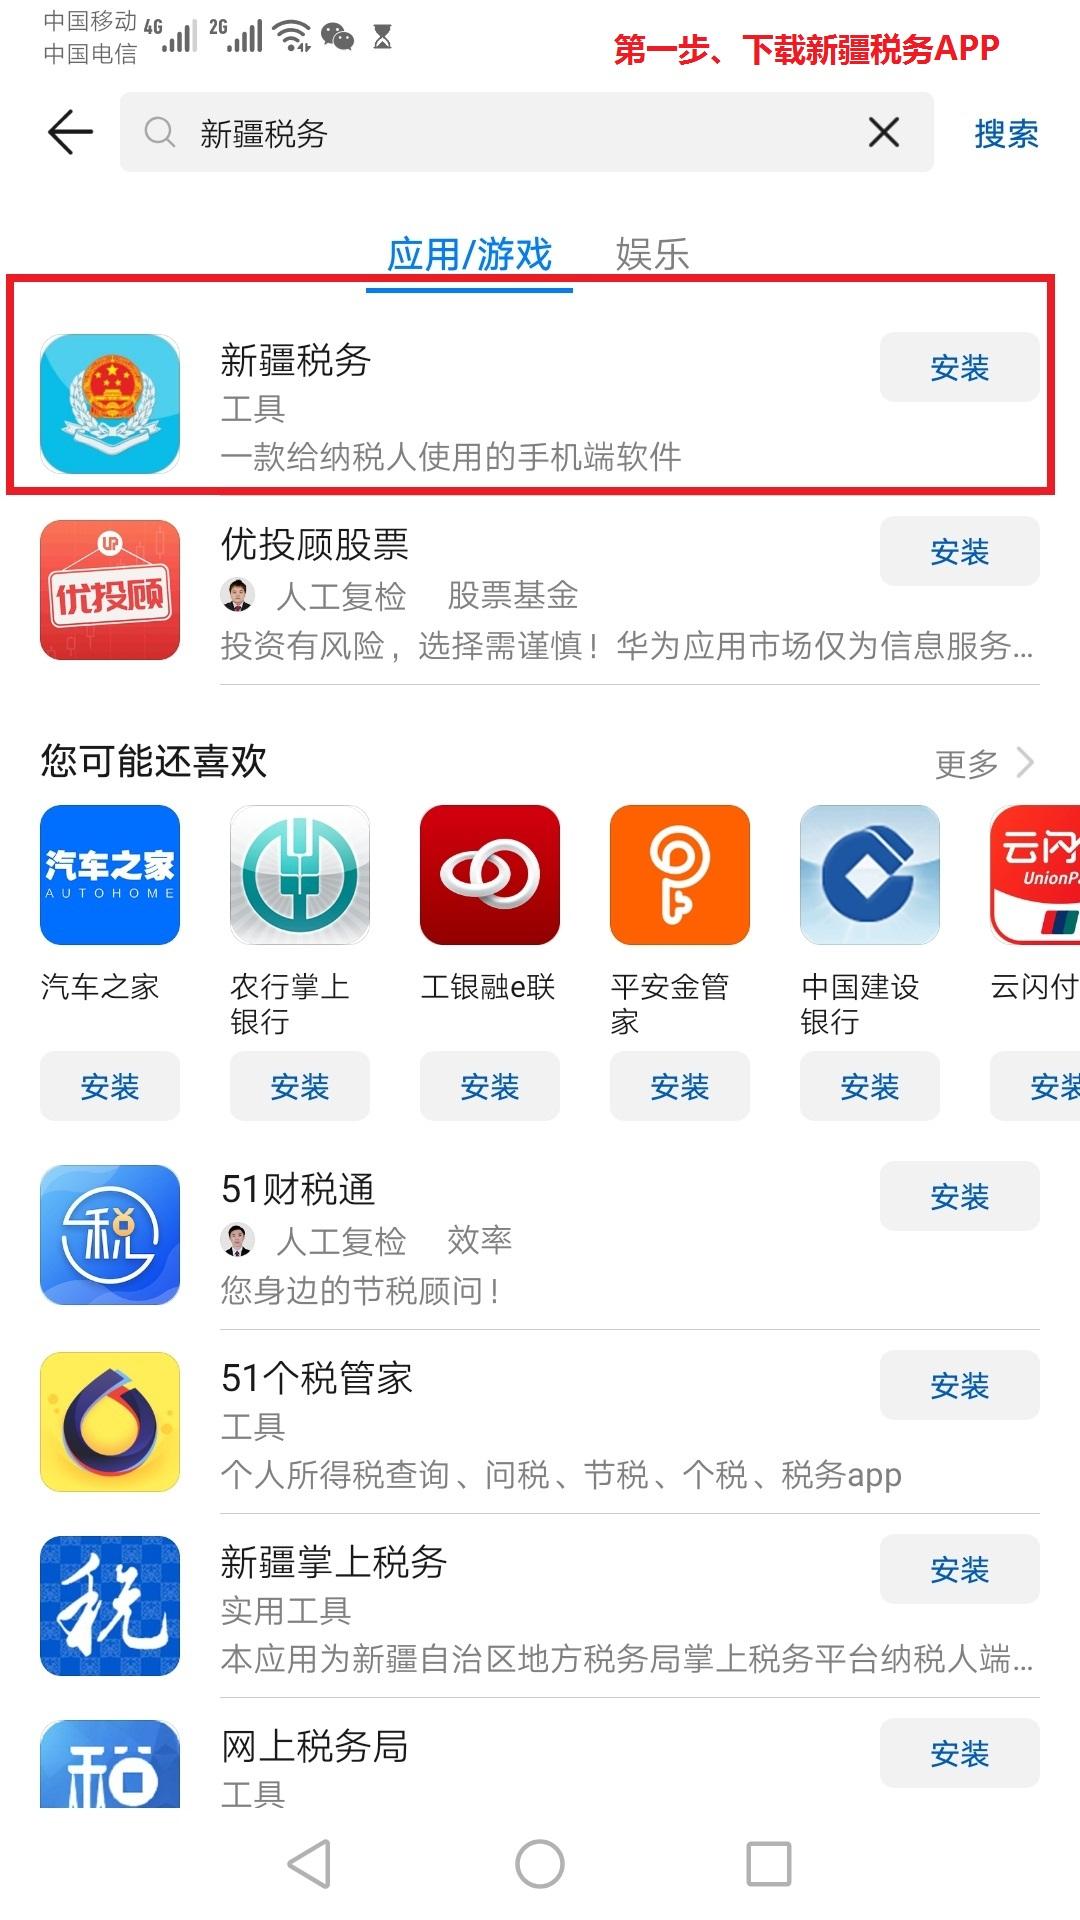 中国移动 4G 2G
中国电信
第一步、下载新疆税务APP
新疆税务
搜索
应用/游戏 娱乐
新疆税务
安装
工具
一款给纳税人使用的手机端软件
UP
优投顾
优投顾股票
安装
人工复检 股票基金
投资有风险，选择需谨慎！华为应用市场仅为信息服务...
您可能还喜欢
更多
汽车之家
AUTOHOME
云闪
UnionPa
汽车之家
农行掌上
银行
工银融e联
平安金管
家
中国建设
银行
云闪付
安装 安装 安装 安装 安装 安装
税
51财税通
安装
人工复检 效率
您身边的节税顾问！
51个税管家
安装
工具
个人所得税查询、问税、节税、个税、税务app
税
新疆掌上税务
安装
实用工具
本应用为新疆自治区地方税务局掌上税务平台纳税人端...
网上税务局
安装
工具